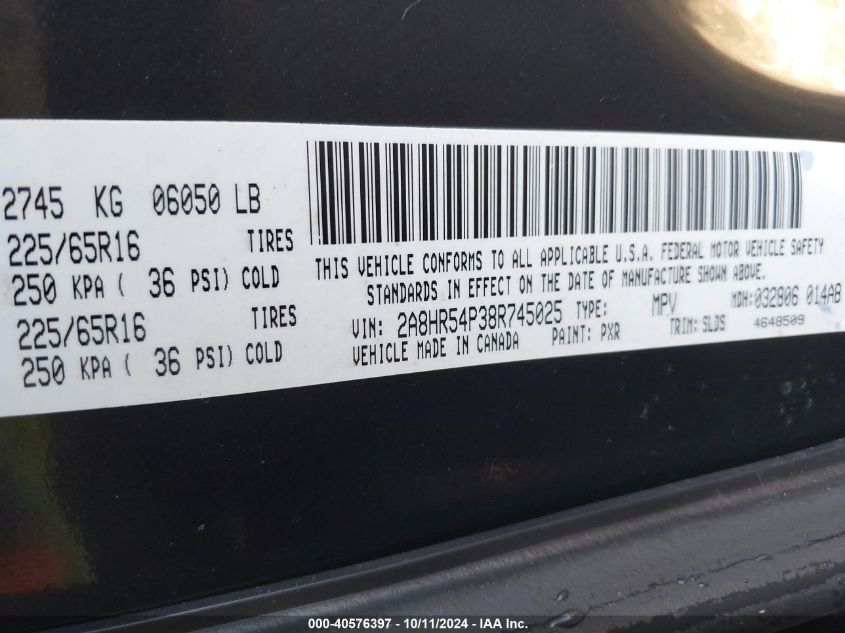 2745 KG 06050 LB
225/65R16 TIRES
250 KPA ( 36 PSI) COLD
225/65R16 TIRES
250 KPA ( 36 PSI) COLD
THIS VEHICLE CONFORMS TO ALL APPLICABLE U.S.A. FEDERAL MOTOR VEHICLE SAFETY
STANDARDS IN EFFECT ON THE DATE OF MANUFACTURE SHOWN ABOVE.
VIN: 2A8HR54P38R745025 TYPE: MPV MDH:032806 014AB
VEHICLE MADE IN CANADA PAINT: PXR TRIM: SLDS 4648509
000-40576397 - 10/11/2024 - IAA Inc.